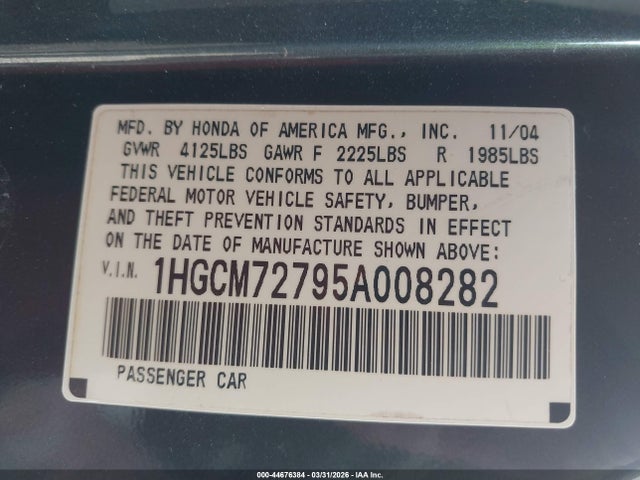 MFD. BY HONDA OF AMERICA MFG., INC. 11/04
GVWR 4125LBS GAWR F 2225LBS R 1985LBS
THIS VEHICLE CONFORMS TO ALL APPLICABLE
FEDERAL MOTOR VEHICLE SAFETY, BUMPER,
AND THEFT PREVENTION STANDARDS IN EFFECT
ON THE DATE OF MANUFACTURE SHOWN ABOVE:
V.I.N. 1HGCM72795A008282
PASSENGER CAR
000-44676384 - 03/31/2026 - IAA Inc.